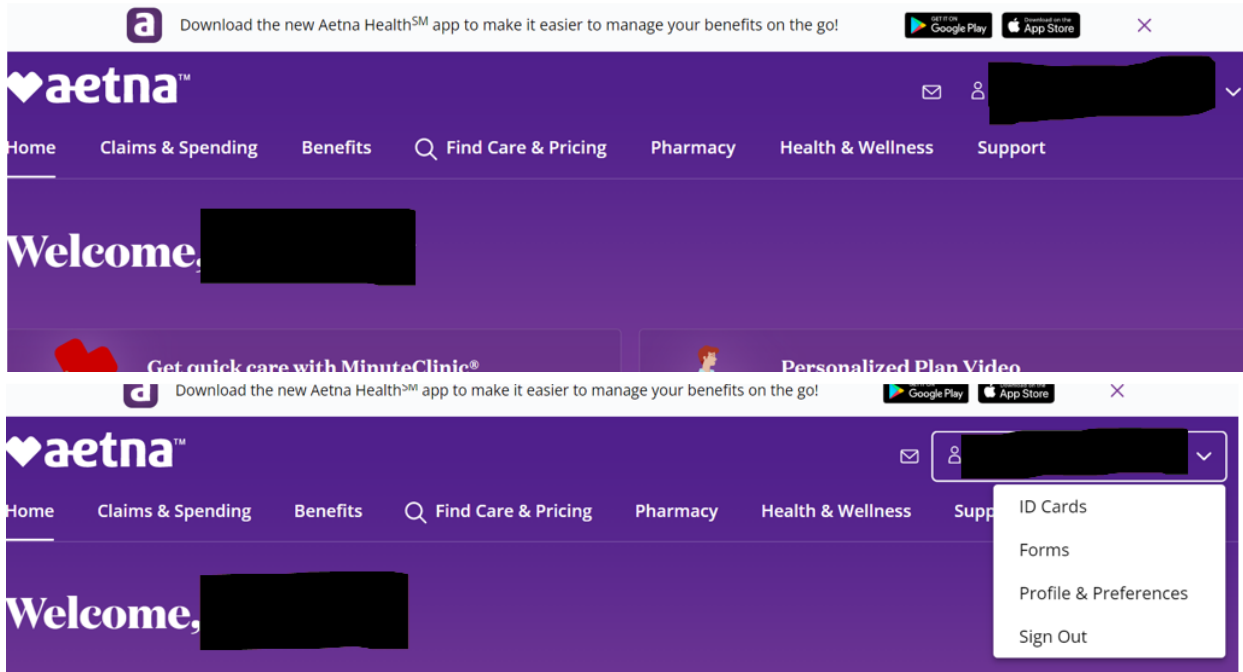 a Download the new Aetna Health℠ app to make it easier to manage your benefits on the go! GET IT ON Google Play Download on the App Store
aetna™
Home Claims & Spending Benefits Find Care & Pricing Pharmacy Health & Wellness Support
Welcome,
Get quick care with MinuteClinic® Personalized Plan Video
a Download the new Aetna Health℠ app to make it easier to manage your benefits on the go! Google Play App Store
aetna™
Home Claims & Spending Benefits Find Care & Pricing Pharmacy Health & Wellness Supp
ID Cards
Forms
Profile & Preferences
Sign Out
Welcome,